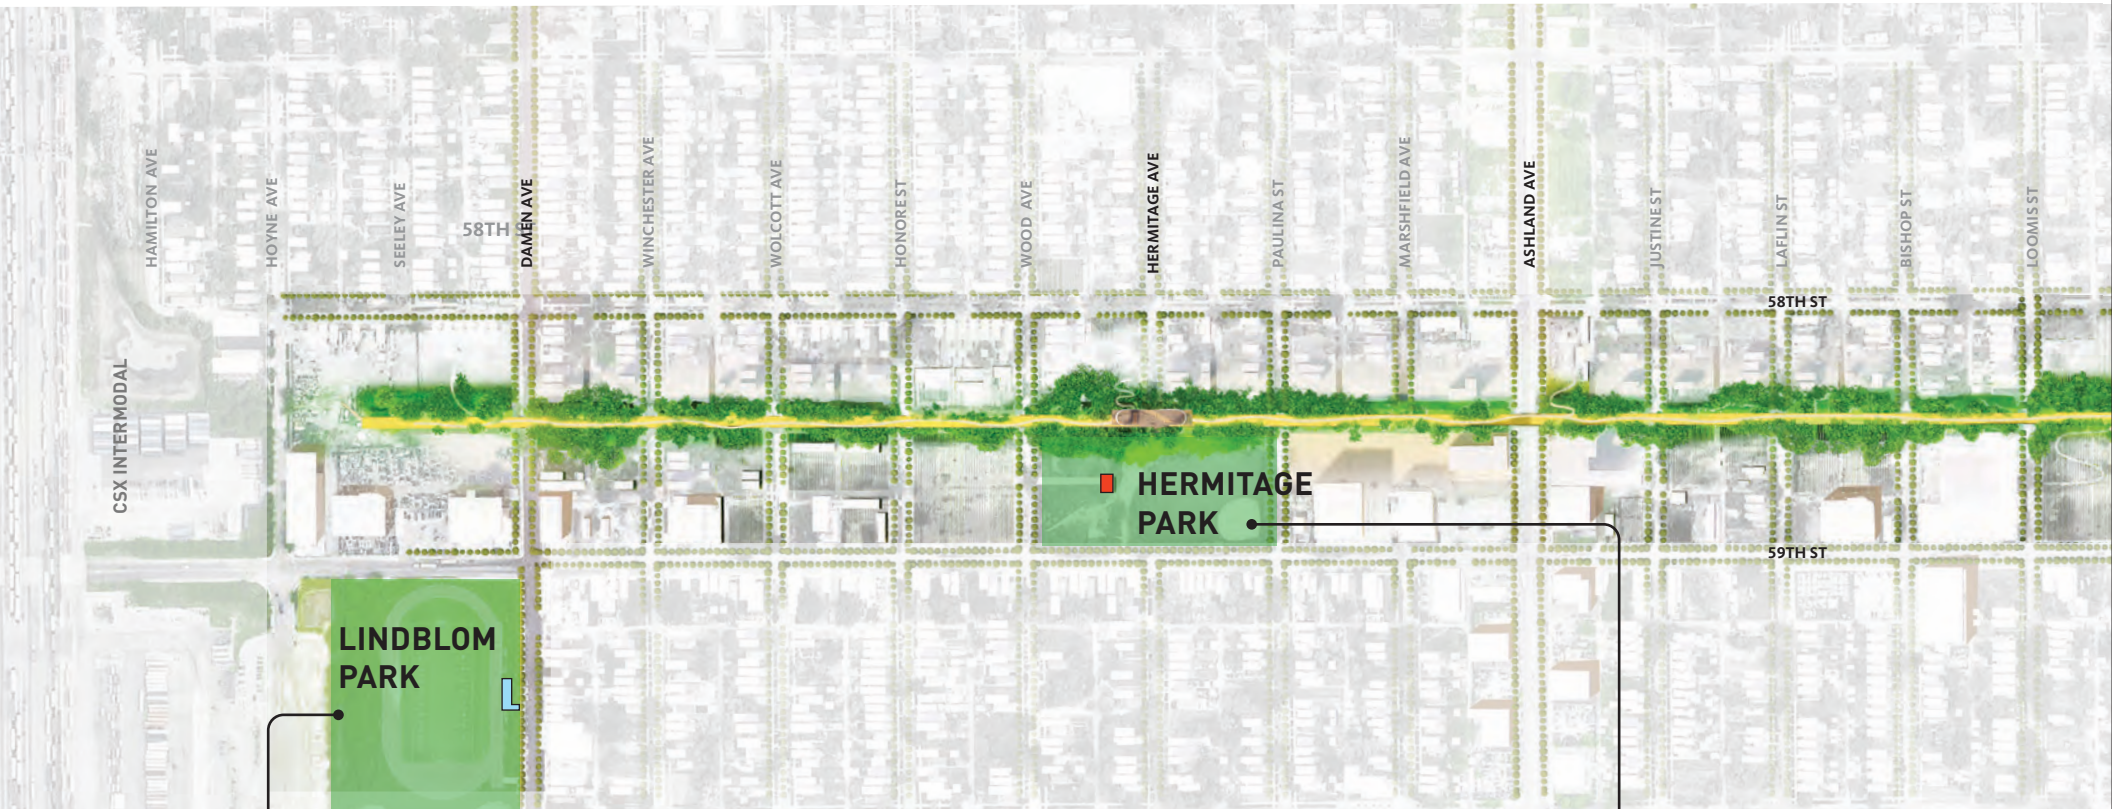 HAMILTON AVE
HOYNE AVE
SEELEY AVE
58TH S
DAMEN AVE
WINCHESTER AVE
WOLCOTT AVE
HONORE ST
WOOD AVE
HERMITAGE AVE
PAULINA ST
MARSHFIELD AVE
ASHLAND AVE
JUSTINE ST
LAFLIN ST
BISHOP ST
LOOMIS ST
58TH ST
CSX INTERMODAL
HERMITAGE
PARK
59TH ST
LINDBLOM
PARK